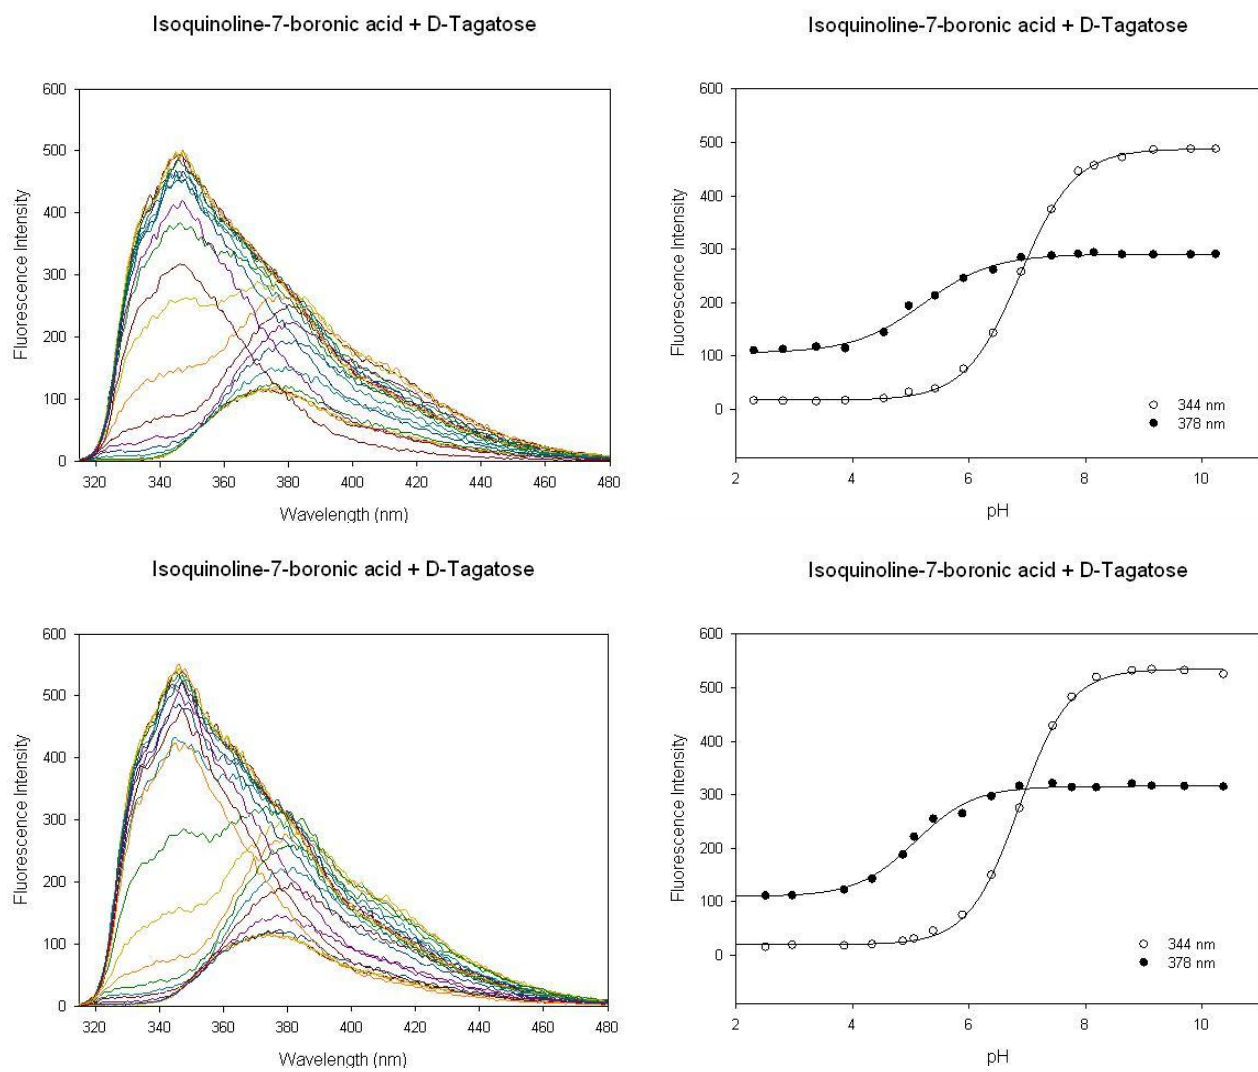 Isoquinoline-7-boronic acid + D-Tagatose
Fluorescence Intensity
600
500
400
300
200
100
0
320 340 360 380 400 420 440 460 480
Wavelength (nm)
Isoquinoline-7-boronic acid + D-Tagatose
Fluorescence Intensity
600
500
400
300
200
100
0
344 nm
378 nm
2 4 6 8 10
pH
Isoquinoline-7-boronic acid + D-Tagatose
Fluorescence Intensity
600
500
400
300
200
100
0
320 340 360 380 400 420 440 460 480
Wavelength (nm)
Isoquinoline-7-boronic acid + D-Tagatose
Fluorescence Intensity
600
500
400
300
200
100
0
344 nm
378 nm
2 4 6 8 10
pH